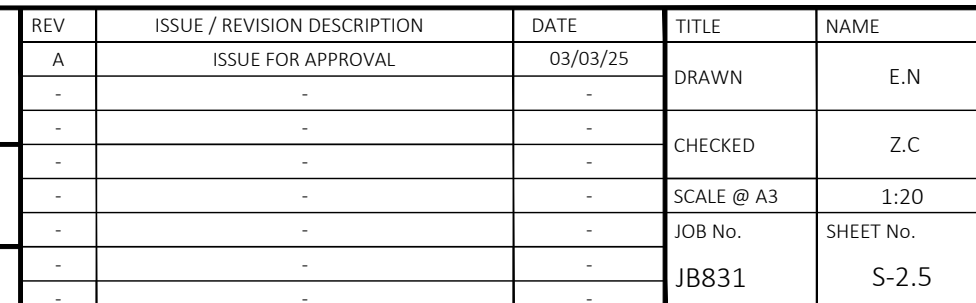 REV ISSUE / REVISION DESCRIPTION DATE TITLE NAME
A ISSUE FOR APPROVAL 03/03/25
DRAWN E.N
- - -
- - -
CHECKED Z.C
- - -
- - -
SCALE @ A3 1:20
- - -
JOB No. SHEET No.
- - -
JB831 S-2.5
- - -